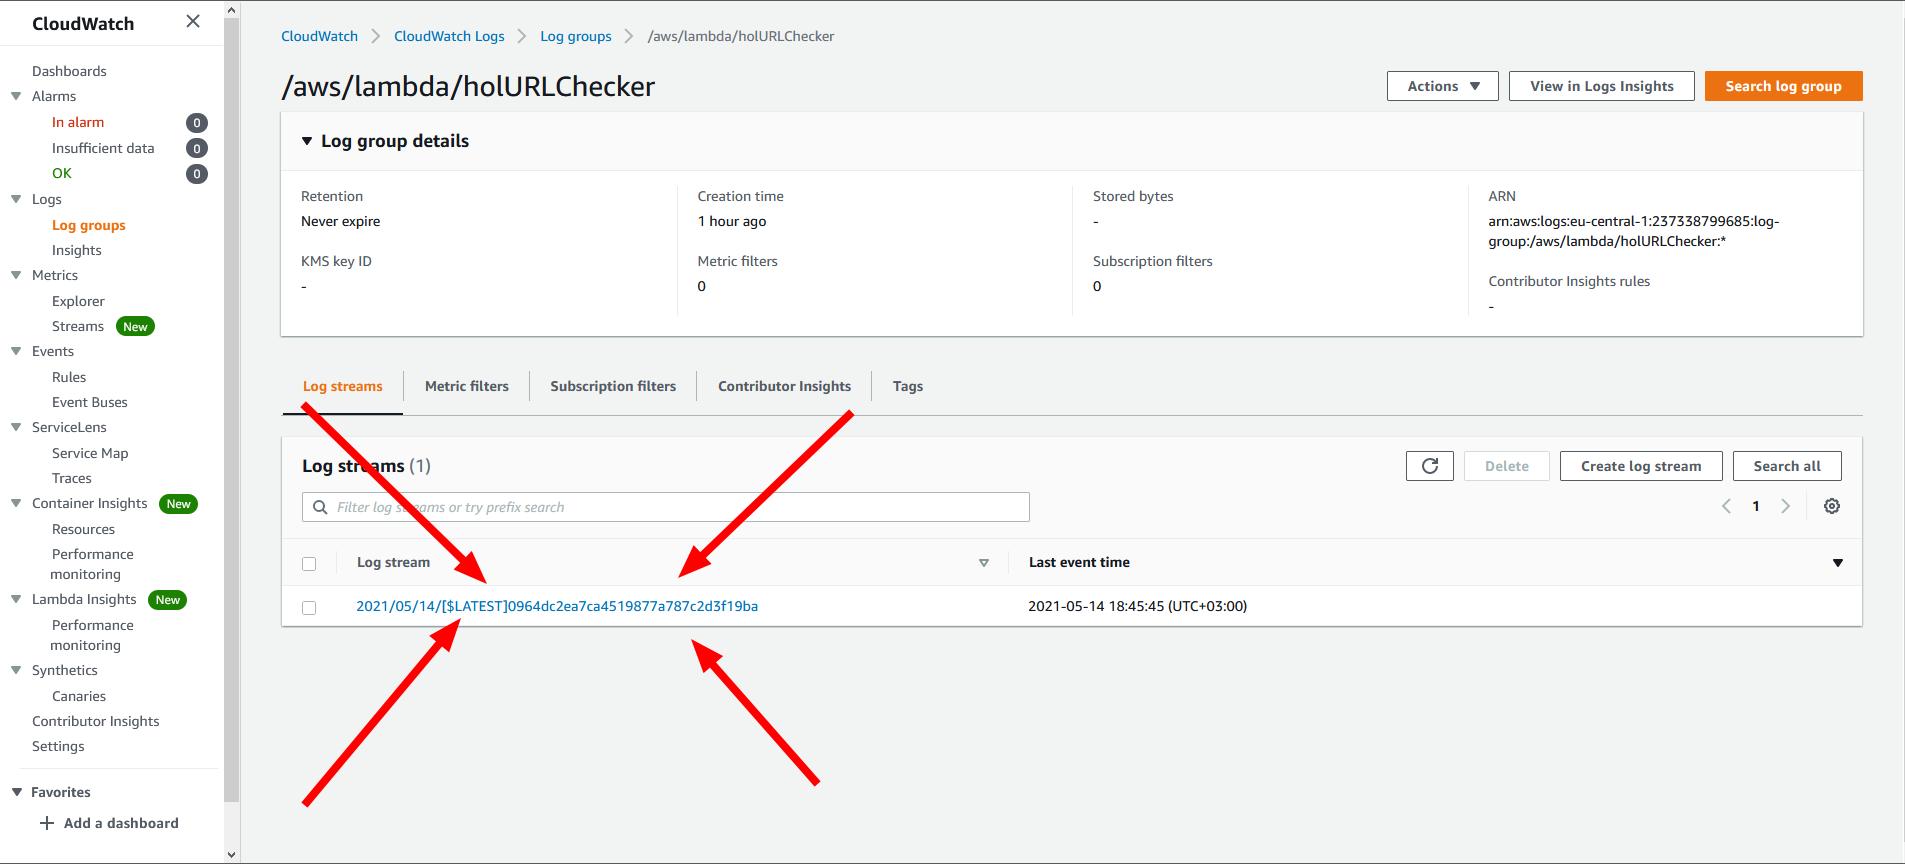 CloudWatch
Dashboards
Alarms
In alarm 0
Insufficient data 0
OK 0
Logs
Log groups
Insights
Metrics
Explorer
Streams New
Events
Rules
Event Buses
ServiceLens
Service Map
Traces
Container Insights New
Resources
Performance
monitoring
Lambda Insights New
Performance
monitoring
Synthetics
Canaries
Contributor Insights
Settings
Favorites
Add a dashboard
CloudWatch CloudWatch Logs Log groups /aws/lambda/holURLChecker
/aws/lambda/holURLChecker
Actions View in Logs Insights Search log group
Log group details
Retention
Never expire
KMS key ID
-
Creation time
1 hour ago
Metric filters
0
Stored bytes
-
Subscription filters
0
ARN
arn:aws:logs:eu-central-1:237338799685:log-
group:/aws/lambda/holURLChecker:*
Contributor Insights rules
-
Log streams Metric filters Subscription filters Contributor Insights Tags
Log streams (1)
Delete Create log stream Search all
Filter log streams or try prefix search
1
Log stream Last event time
2021/05/14/[$LATEST]0964dc2ea7ca4519877a787c2d3f19ba 2021-05-14 18:45:45 (UTC+03:00)